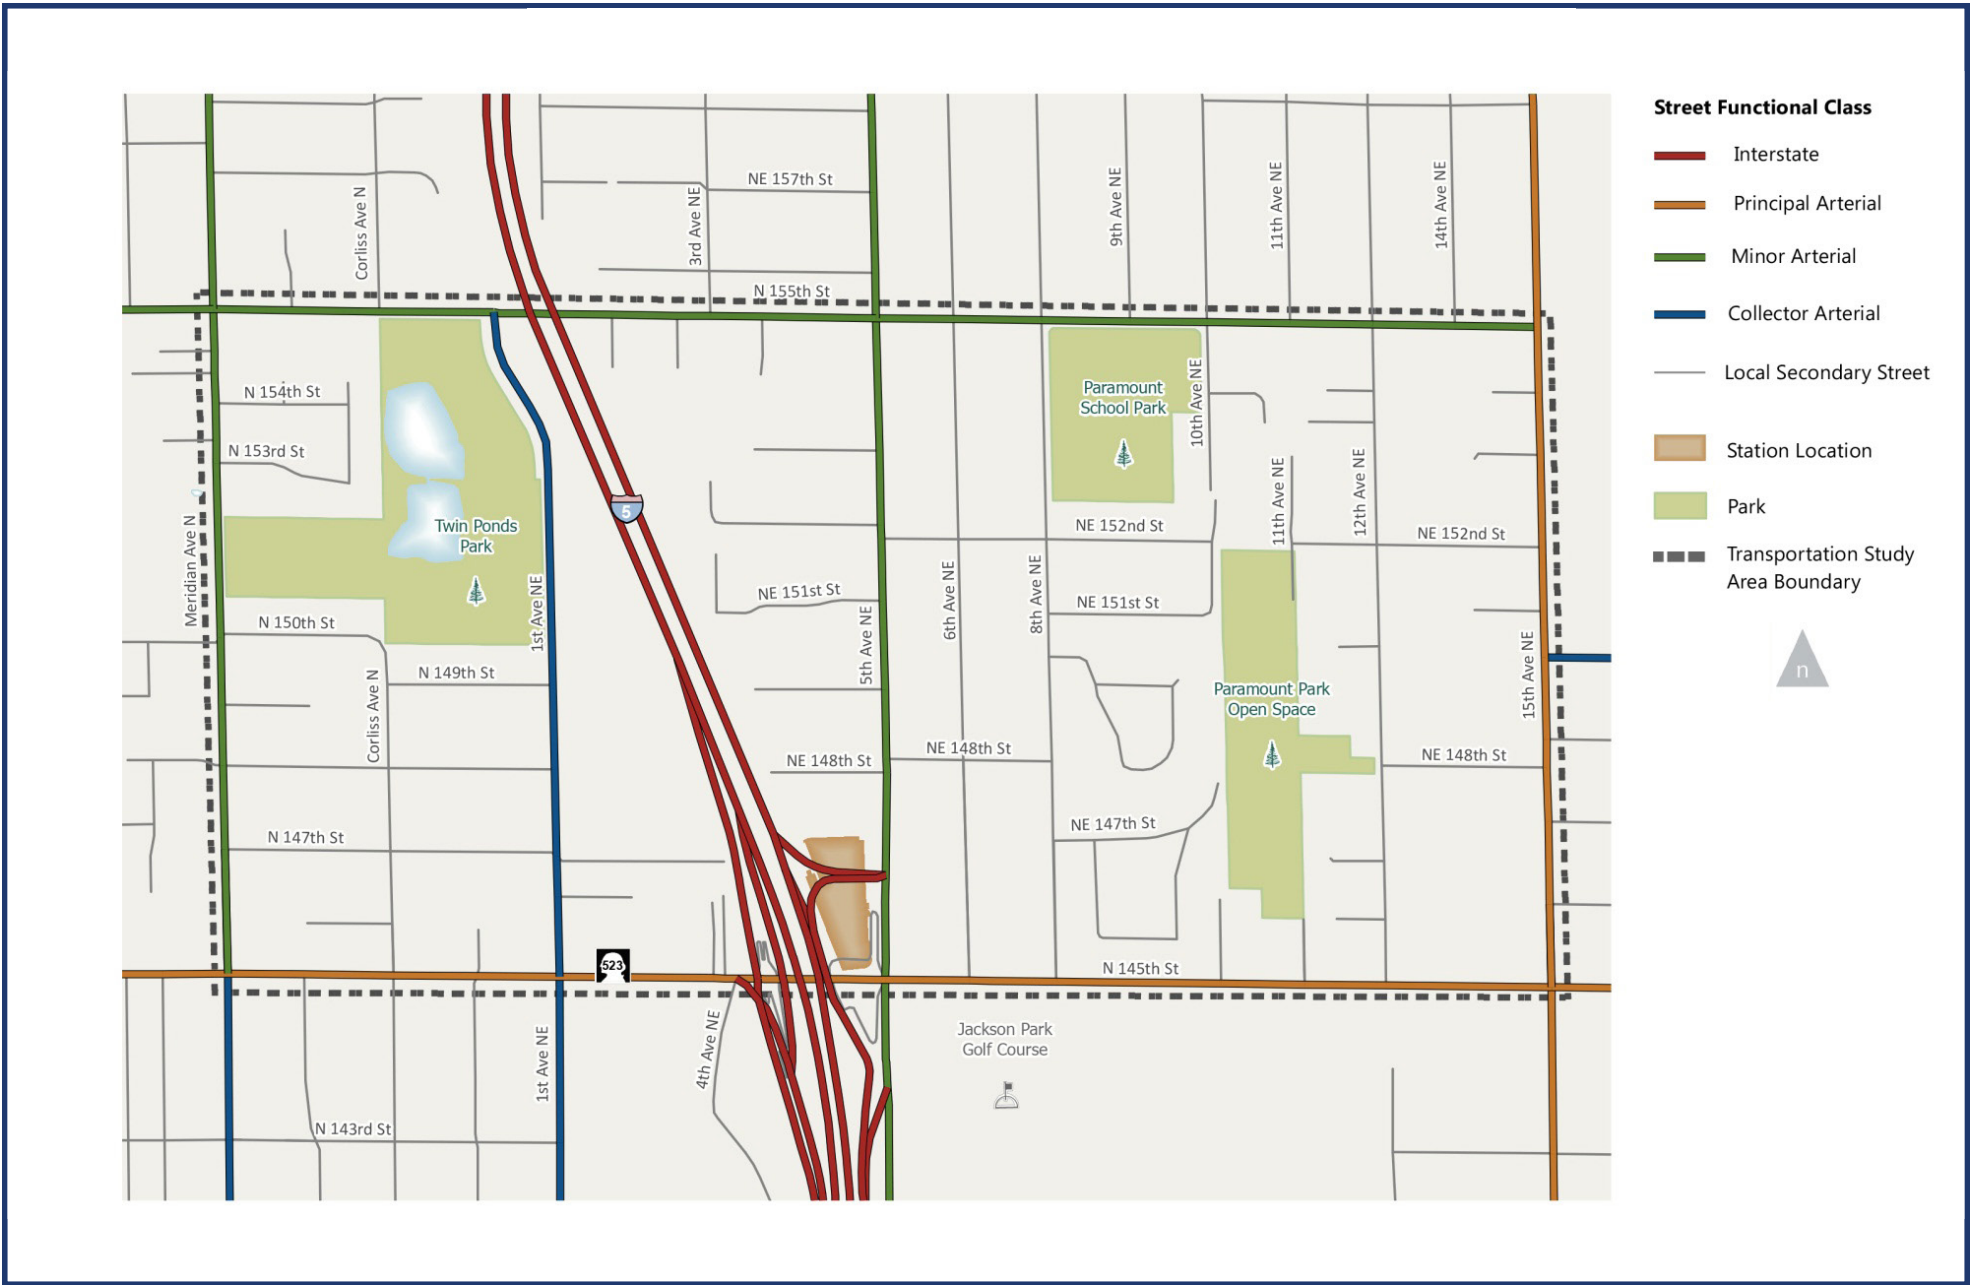 Street Functional Class
Interstate
Principal Arterial
Minor Arterial
Collector Arterial
Local Secondary Street
Station Location
Park
Transportation Study
Area Boundary
n
NE 157th St
Corliss Ave N
3rd Ave NE
9th Ave NE
11th Ave NE
14th Ave NE
N 155th St
N 154th St
N 153rd St
Paramount
School Park
10th Ave NE
5
Twin Ponds
Park
Meridian Ave N
1st Ave NE
NE 152nd St
11th Ave NE
12th Ave NE
NE 152nd St
NE 151st St
NE 151st St
5th Ave NE
6th Ave NE
8th Ave NE
N 150th St
N 149th St
Corliss Ave N
Paramount Park
Open Space
15th Ave NE
NE 148th St
NE 148th St
NE 148th St
N 147th St
NE 147th St
523
N 145th St
1st Ave NE
4th Ave NE
Jackson Park
Golf Course
N 143rd St